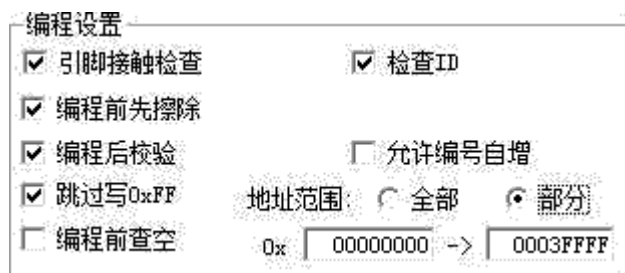 编程设置
引脚接触检查 检查ID
编程前先擦除
编程后校验 允许编号自增
跳过写0xFF 地址范围: 全部 部分
编程前查空 0x 00000000 -> 0003FFFF